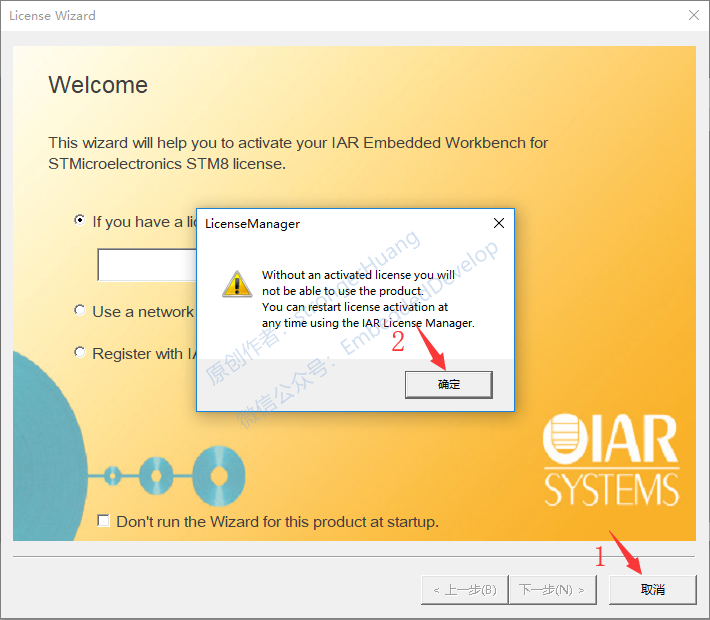 License Wizard
Welcome
This wizard will help you to activate your IAR Embedded Workbench for
STMicroelectronics STM8 license.
If you have a lic
LicenseManager
Without an activated license you will
not be able to use the product.
You can restart license activation at
any time using the IAR License Manager.
Use a network
Register with IA
2
确定
原创作者: strongerHuang
微信公众号: EmbeddedDevelop
IAR
SYSTEMS
Don't run the Wizard for this product at startup.
1
< 上一步(B)
下一步(N) >
取消